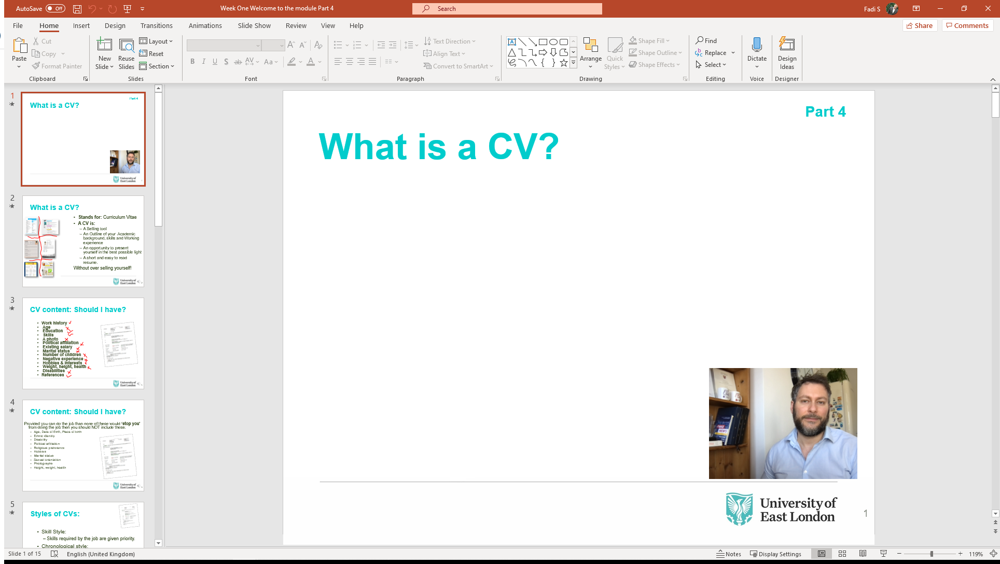 AutoSave Off
Week One Welcome to the module Part 4
Search
Fadi S
File Home Insert Design Transitions Animations Slide Show Review View Help
Share Comments
Paste
Cut
Copy
Format Painter
Clipboard
New Slide
Reuse Slides
Layout
Reset
Section
Slides
B I U S ab AV Aa A
Font
Text Direction
Align Text
Convert to SmartArt
Paragraph
Arrange
Quick Styles
Shape Fill
Shape Outline
Shape Effects
Drawing
Find
Replace
Select
Editing
Dictate
Voice
Design Ideas
Designer
1
Part 4
What is a CV?
University of
East London
2
What is a CV?
• Stands for: Curriculum Vitae
• A CV is:
– A Selling tool
– An Outline of your Academic
background, skills and Working
experience
– An opportunity to present
yourself in the best possible light
– A short and easy to read
resume.
Without over selling yourself!
University of
East London
3
CV content: Should I have?
• Work history
• Age
• Education
• Skills
• A photo
• Political affiliation
• Existing salary
• Marital status
• Number of children
• Negative experience
• Hobbies & interests
• Weight, height, health
• Disabilities
• References
University of
East London
4
CV content: Should I have?
Provided you can do the job than none of these would ‘stop you’
from doing the job then you should NOT include these:
– Age, Date of Birth, Place of birth
– Ethnic identity
– Disability
– Political affiliation
– Religious preferance
– Hobbies
– Marital status
– Sexual orientation
– Photographs
– Height, weight, health
University of
East London
5
Styles of CVs:
• Skill Style:
– Skills required by the job are given priority.
• Chronological style:
Part 4
What is a CV?
FAKE
NEWS
University of
East London
1
Slide 1 of 15
English (United Kingdom)
Notes
Display Settings
119%